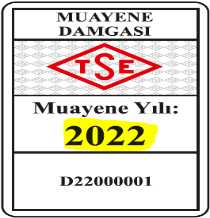 MUAYENE
DAMGASI
TSE
Muayene Yılı:
2022
D22000001